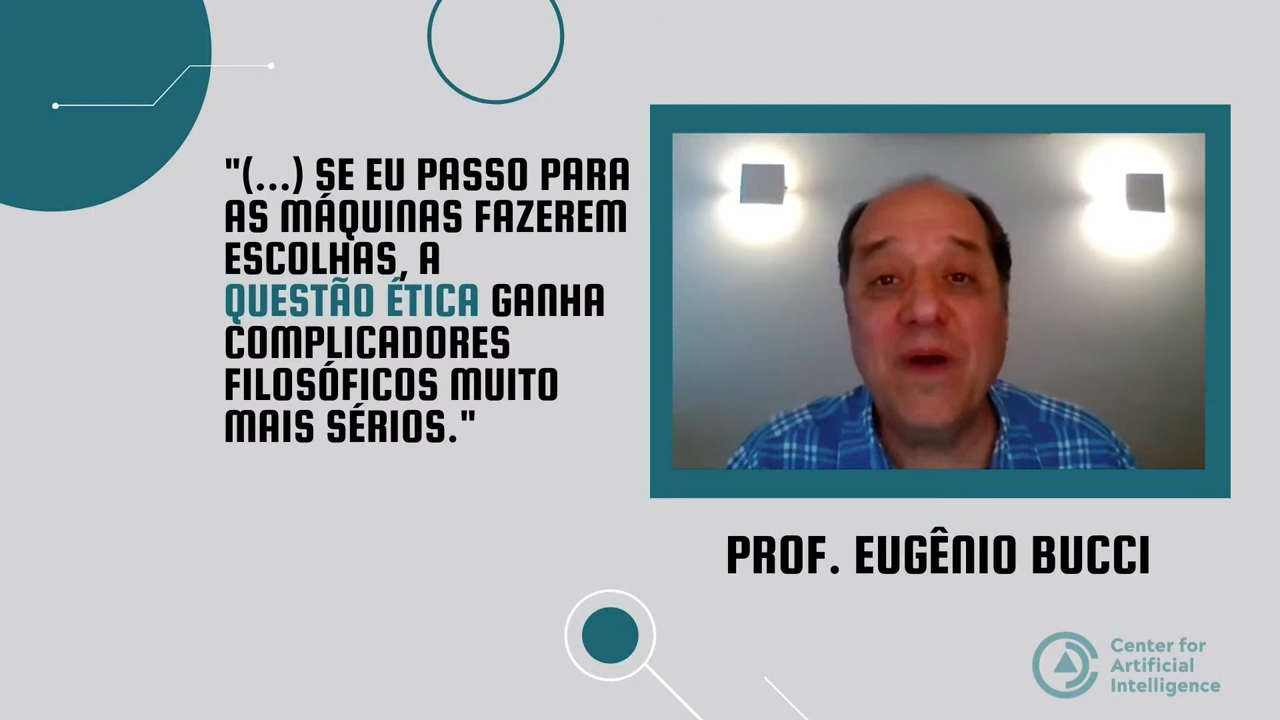 "(...) SE EU PASSO PARA
AS MÁQUINAS FAZEREM
ESCOLHAS, A
QUESTÃO ÉTICA GANHA
COMPLICADORES
FILOSÓFICOS MUITO
MAIS SÉRIOS."
PROF. EUGÊNIO BUCCI
Center for
Artificial
Intelligence